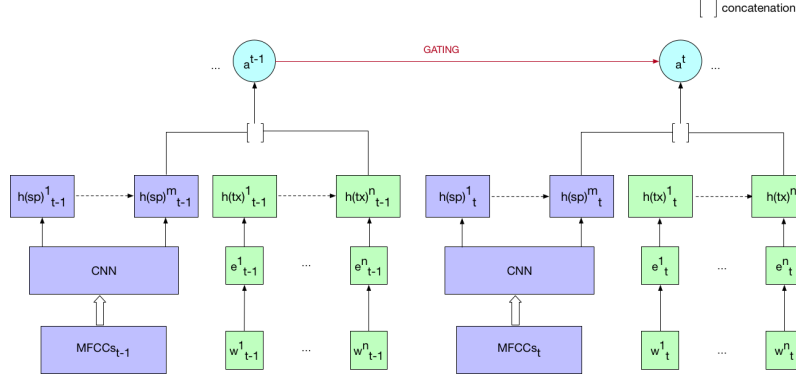 [ ] concatenation
... a^{t-1} GATING a^t ...
[ ] [ ]
h(sp)^1_{t-1} h(sp)^m_{t-1} h(tx)^1_{t-1} h(tx)^n_{t-1} h(sp)^1_t h(sp)^m_t h(tx)^1_t h(tx)^n_t
CNN e^1_{t-1} ... e^n_{t-1} CNN e^1_t ... e^n_t
MFCCs_{t-1} w^1_{t-1} ... w^n_{t-1} MFCCs_t w^1_t ... w^n_t